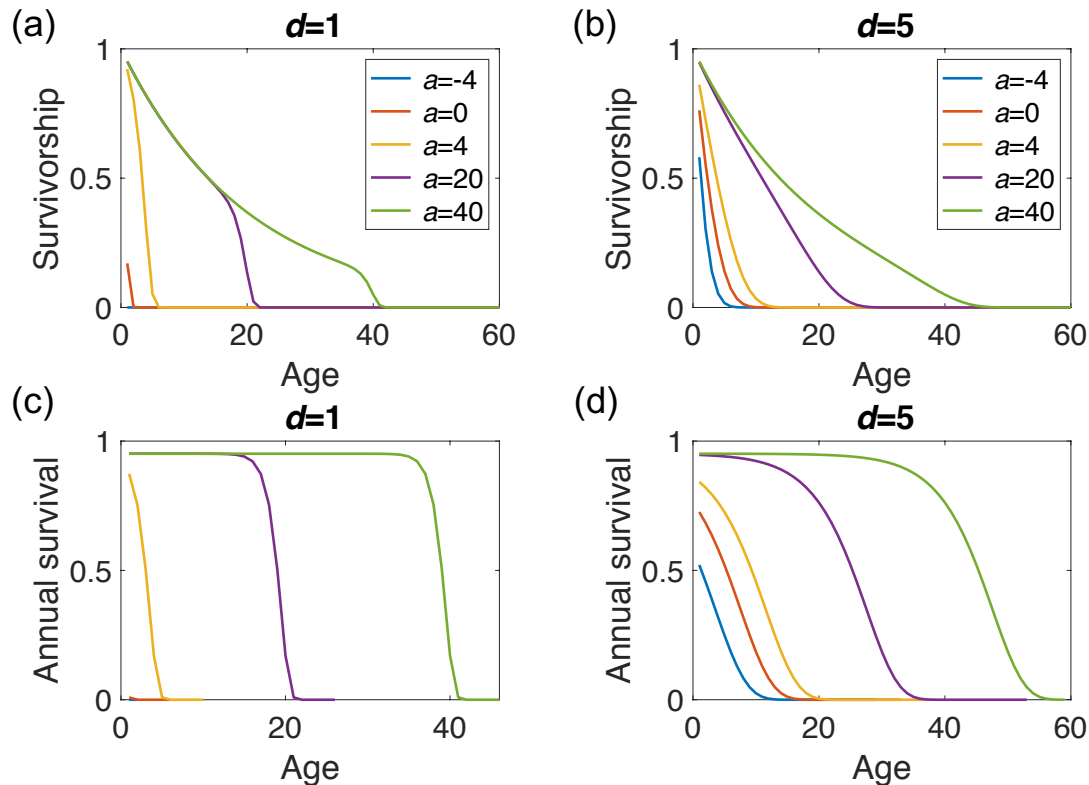 (a)
d=1
Survivorship
1
0.5
0
0
20
40
60
Age
a=-4
a=0
a=4
a=20
a=40
(b)
d=5
Survivorship
1
0.5
0
0
20
40
60
Age
a=-4
a=0
a=4
a=20
a=40
(c)
d=1
Annual survival
1
0.5
0
0
20
40
Age
(d)
d=5
Annual survival
1
0.5
0
0
20
40
60
Age